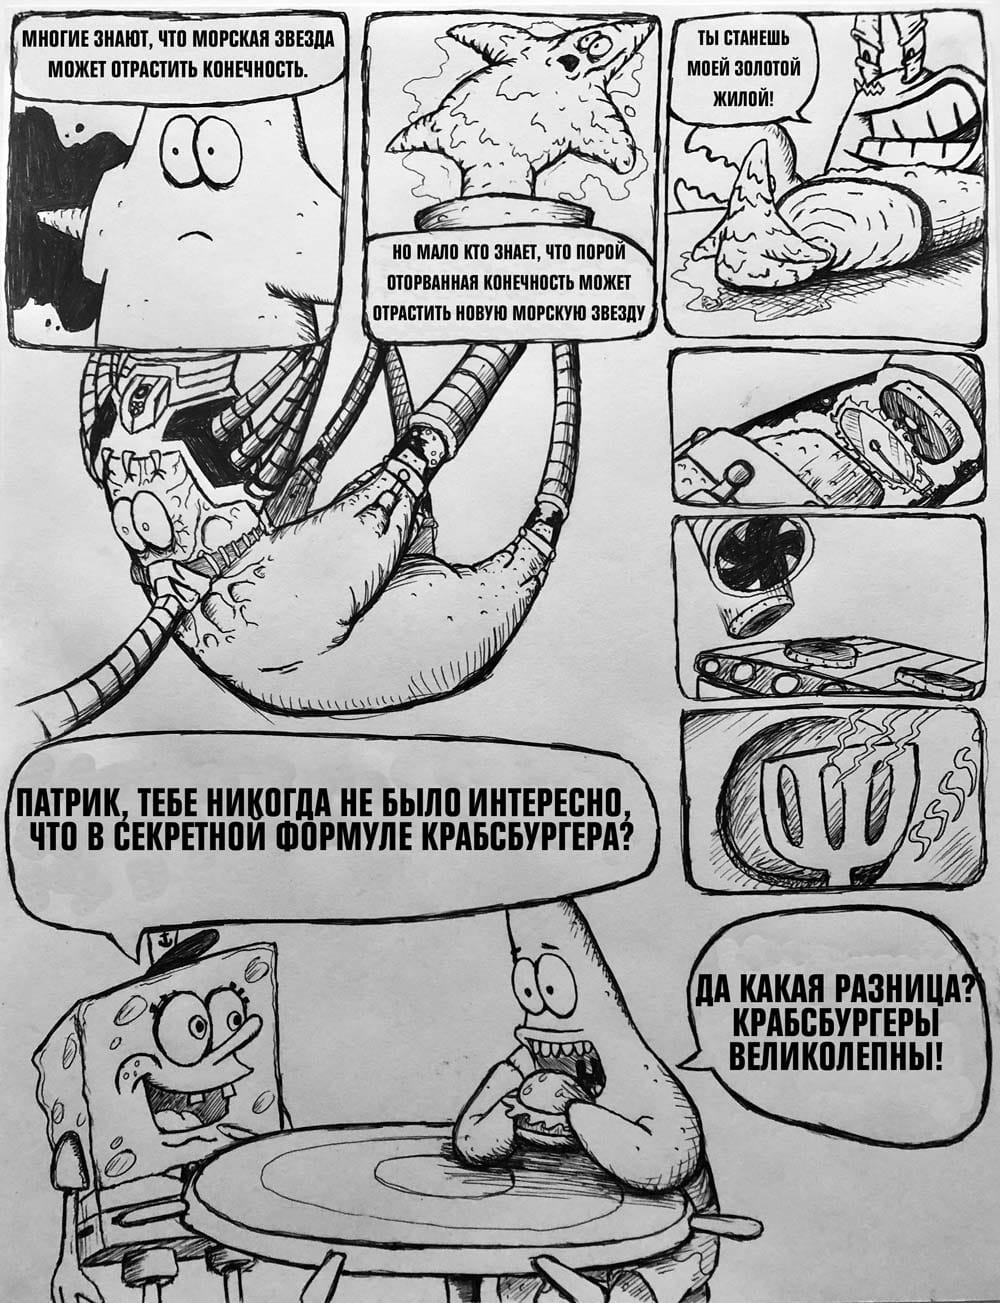 МНОГИЕ ЗНАЮТ, ЧТО МОРСКАЯ ЗВЕЗДА
МОЖЕТ ОТРАСТИТЬ КОНЕЧНОСТЬ.
НО МАЛО КТО ЗНАЕТ, ЧТО ПОРОЙ
ОТОРВАННАЯ КОНЕЧНОСТЬ МОЖЕТ
ОТРАСТИТЬ НОВУЮ МОРСКУЮ ЗВЕЗДУ
ТЫ СТАНЕШЬ
МОЕЙ ЗОЛОТОЙ
ЖИЛОЙ!
ПАТРИК, ТЕБЕ НИКОГДА НЕ БЫЛО ИНТЕРЕСНО,
ЧТО В СЕКРЕТНОЙ ФОРМУЛЕ КРАБСБУРГЕРА?
ДА КАКАЯ РАЗНИЦА?
КРАБСБУРГЕРЫ
ВЕЛИКОЛЕПНЫ!